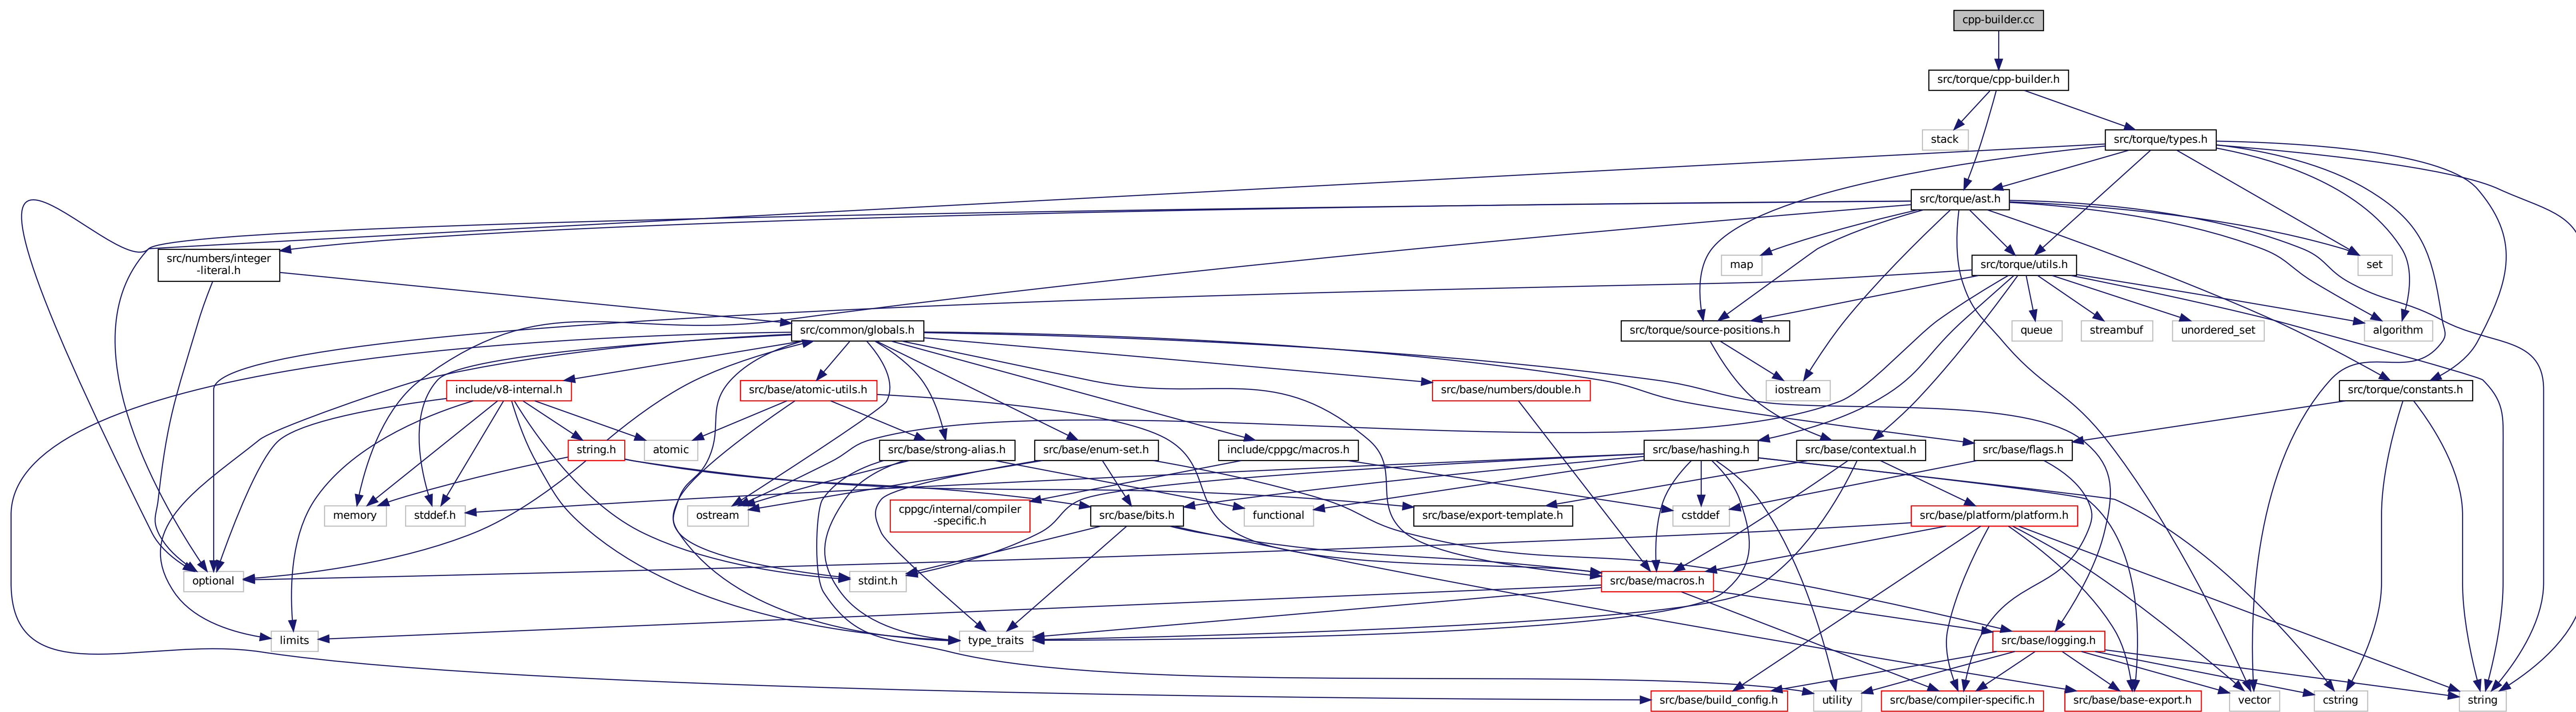 cpp-builder.cc
src/torque/cpp-builder.h
stack
src/torque/types.h
src/torque/ast.h
src/numbers/integer
-literal.h
map
src/torque/utils.h
set
src/common/globals.h
src/torque/source-positions.h
queue
streambuf
unordered_set
algorithm
include/v8-internal.h
src/base/atomic-utils.h
src/base/numbers/double.h
iostream
src/torque/constants.h
string.h
atomic
src/base/strong-alias.h
src/base/enum-set.h
include/cppgc/macros.h
src/base/hashing.h
src/base/contextual.h
src/base/flags.h
memory
stddef.h
ostream
cppgc/internal/compiler
-specific.h
src/base/bits.h
functional
src/base/export-template.h
cstddef
src/base/platform/platform.h
optional
stdint.h
src/base/macros.h
limits
type_traits
src/base/logging.h
src/base/build_config.h
utility
src/base/compiler-specific.h
src/base/base-export.h
vector
cstring
string